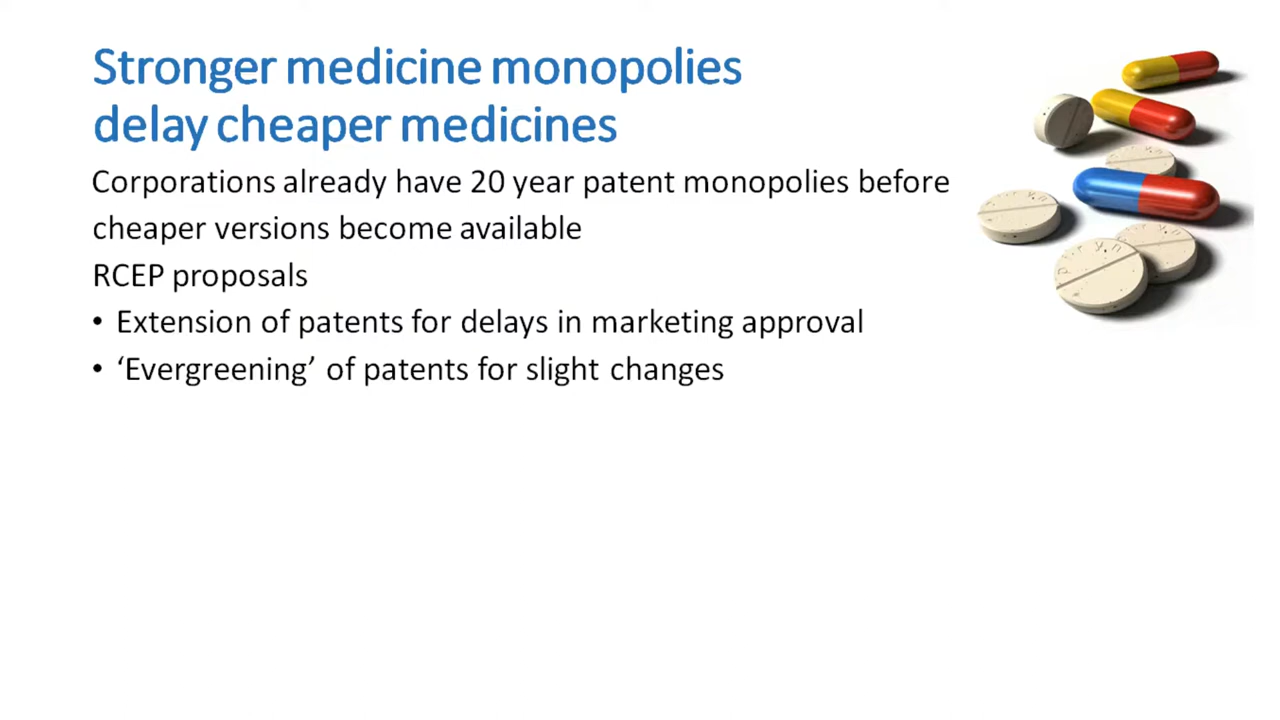 Stronger medicine monopolies
delay cheaper medicines
Corporations already have 20 year patent monopolies before
cheaper versions become available
RCEP proposals
• Extension of patents for delays in marketing approval
• ‘Evergreening’ of patents for slight changes